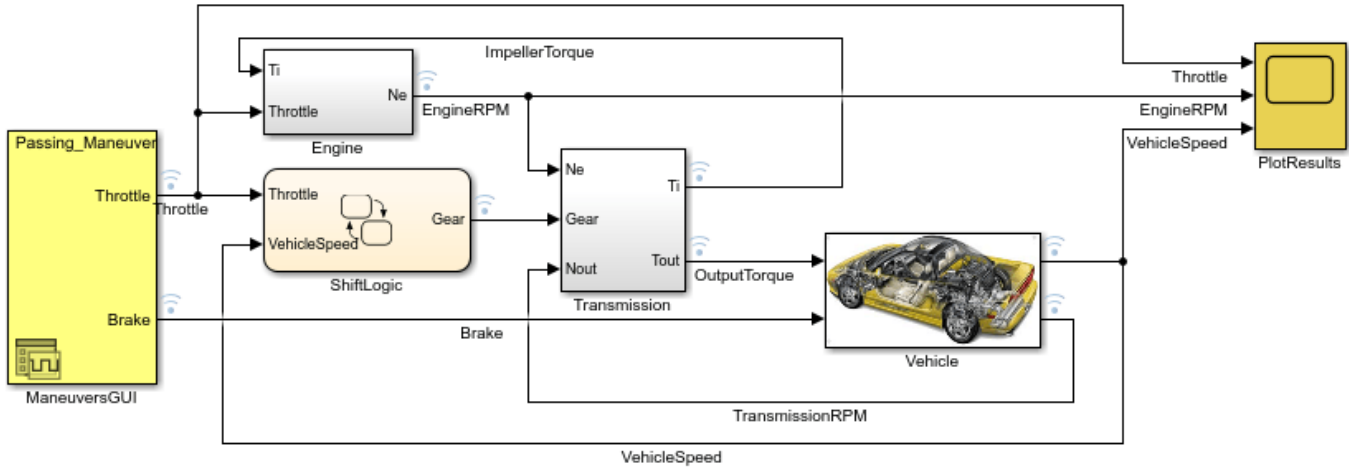 ImpellerTorque
Ti
Throttle
Ne
EngineRPM
Engine
Throttle
EngineRPM
VehicleSpeed
PlotResults
Passing_Maneuver
Throttle
Throttle
Brake
ManeuversGUI
Throttle
VehicleSpeed
Gear
ShiftLogic
Ne
Gear
Nout
Ti
Tout
Transmission
OutputTorque
Brake
Vehicle
TransmissionRPM
VehicleSpeed